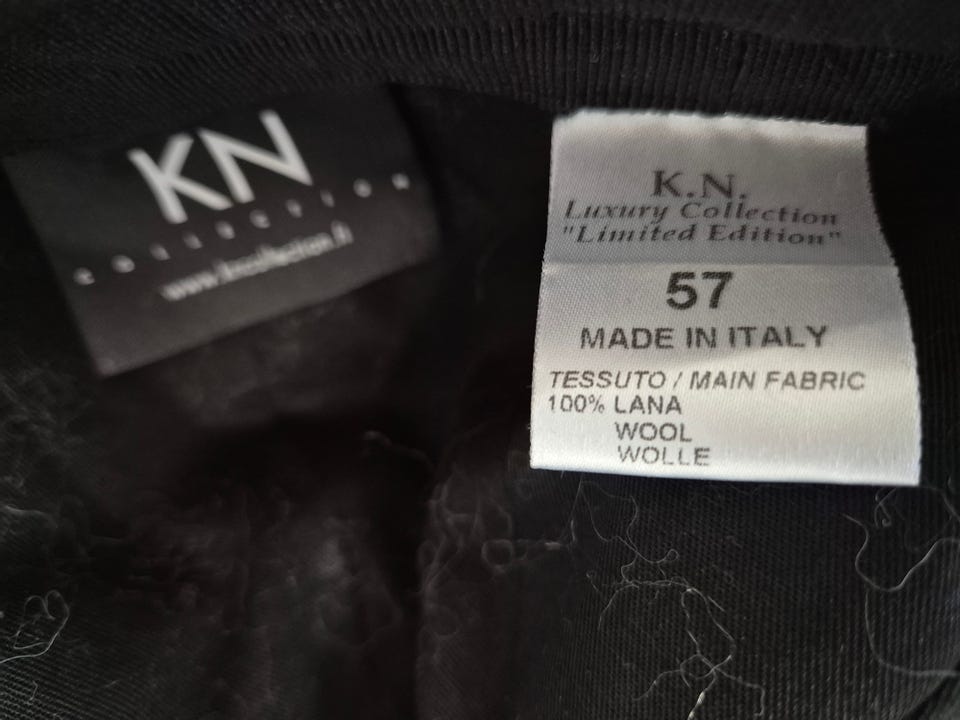 KN
collection
www.kncollection.fi
K.N.
Luxury Collection
"Limited Edition"
57
MADE IN ITALY
TESSUTO / MAIN FABRIC
100% LANA
WOOL
WOLLE